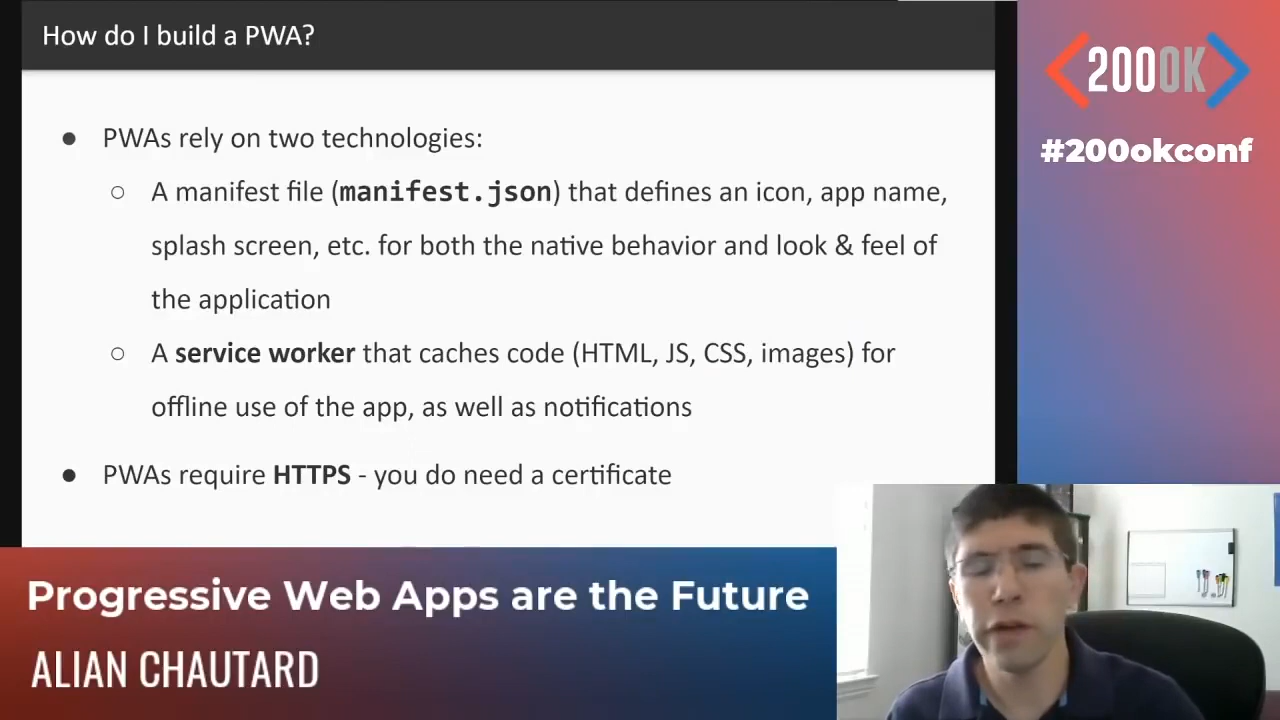 How do I build a PWA?
● PWAs rely on two technologies:
○ A manifest file (manifest.json) that defines an icon, app name,
splash screen, etc. for both the native behavior and look & feel of
the application
○ A service worker that caches code (HTML, JS, CSS, images) for
offline use of the app, as well as notifications
● PWAs require HTTPS - you do need a certificate
<200OK>
#200okconf
Progressive Web Apps are the Future
ALIAN CHAUTARD